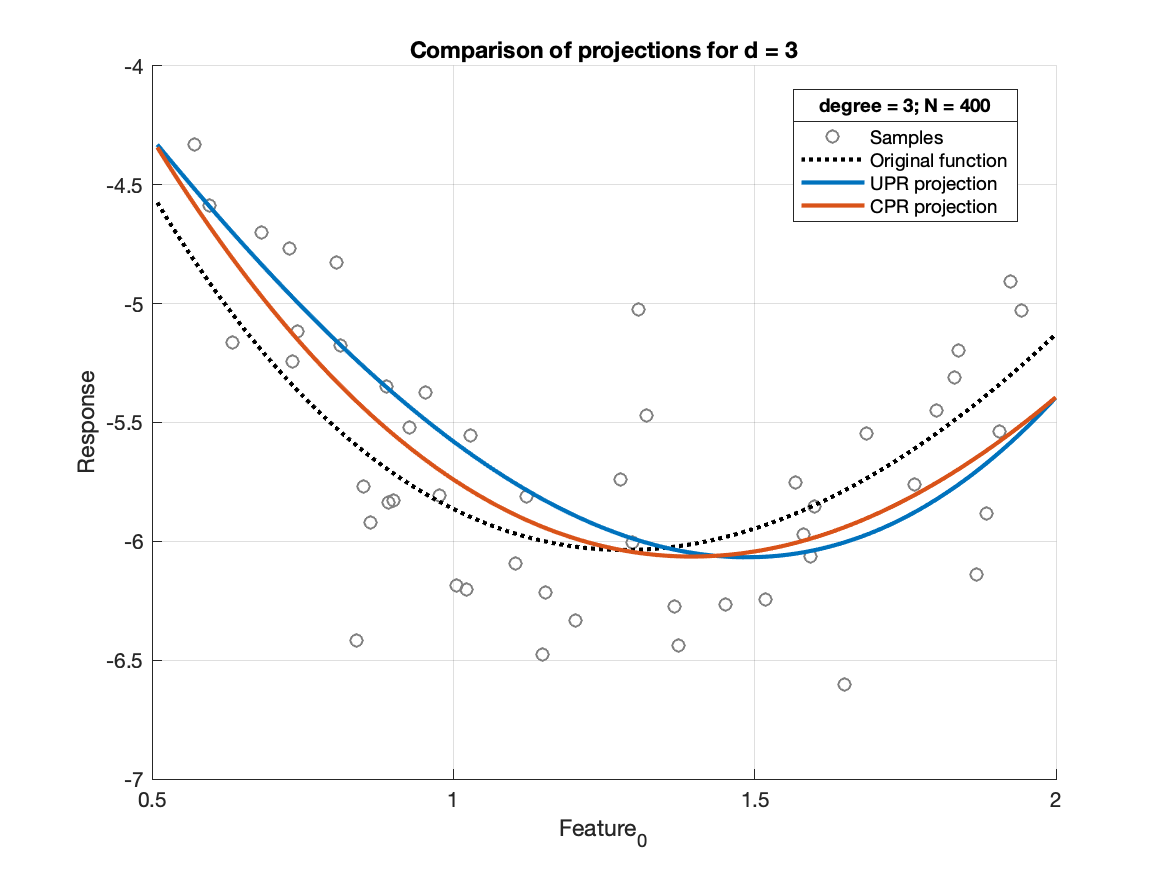 Comparison of projections for d = 3
-4
-4.5
-5
-5.5
-6
-6.5
-7
Response
degree = 3; N = 400
Samples
Original function
UPR projection
CPR projection
0.5
1
1.5
2
Feature0